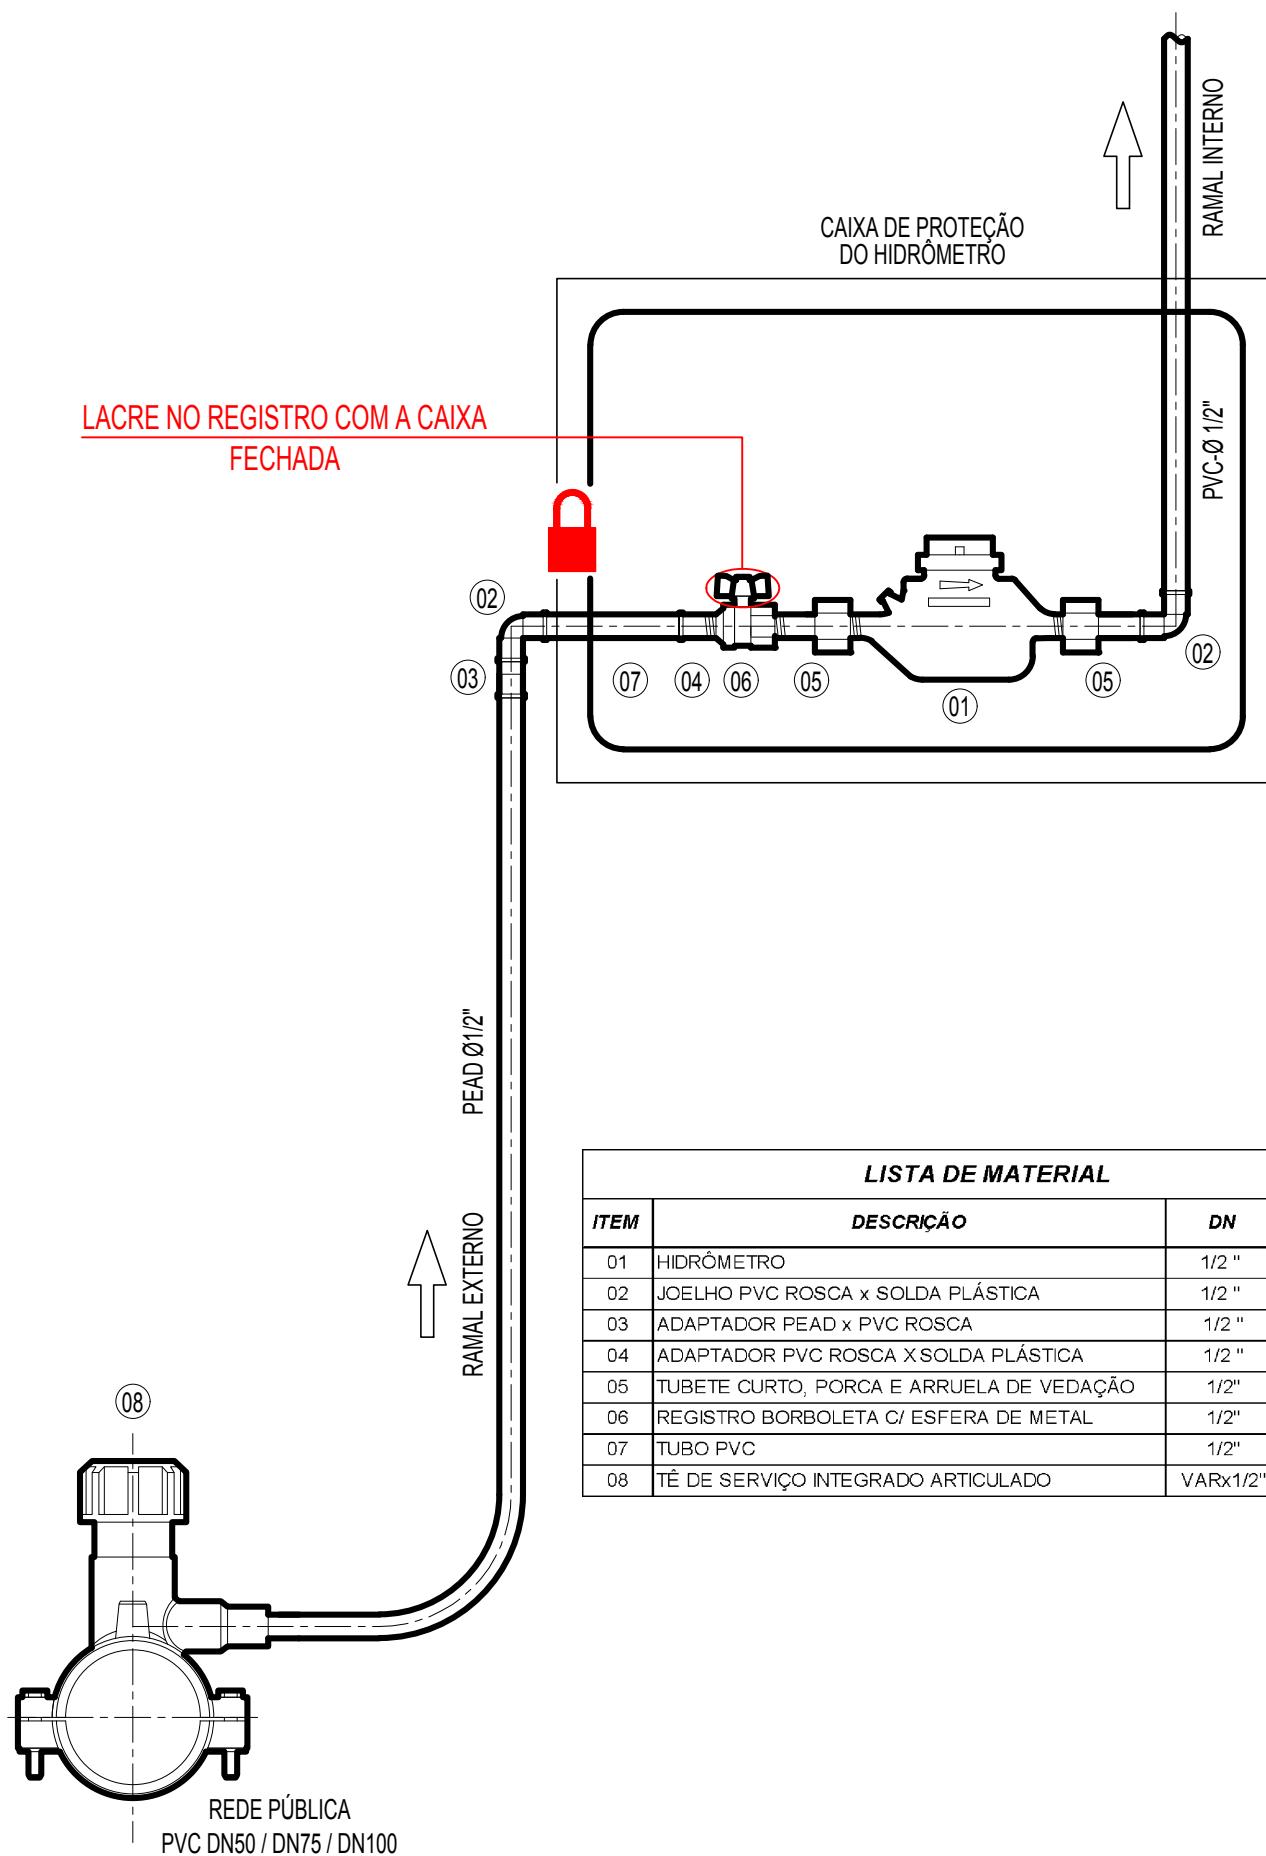 RAMAL INTERNO
CAIXA DE PROTEÇÃO
DO HIDRÔMETRO
LACRE NO REGISTRO COM A CAIXA
FECHADA
PVC-Ø 1/2"
02
03
07
04
06
05
01
05
02
PEAD Ø1/2"
RAMAL EXTERNO
LISTA DE MATERIAL
ITEM DESCRIÇÃO DN
01 HIDRÔMETRO 1/2 "
02 JOELHO PVC ROSCA x SOLDA PLÁSTICA 1/2 "
03 ADAPTADOR PEAD x PVC ROSCA 1/2 "
04 ADAPTADOR PVC ROSCA X SOLDA PLÁSTICA 1/2 "
05 TUBETE CURTO, PORCA E ARRUELA DE VEDAÇÃO 1/2"
06 REGISTRO BORBOLETA C/ ESFERA DE METAL 1/2"
07 TUBO PVC 1/2"
08 TÊ DE SERVIÇO INTEGRADO ARTICULADO VARx1/2"
08
REDE PÚBLICA
PVC DN50 / DN75 / DN100